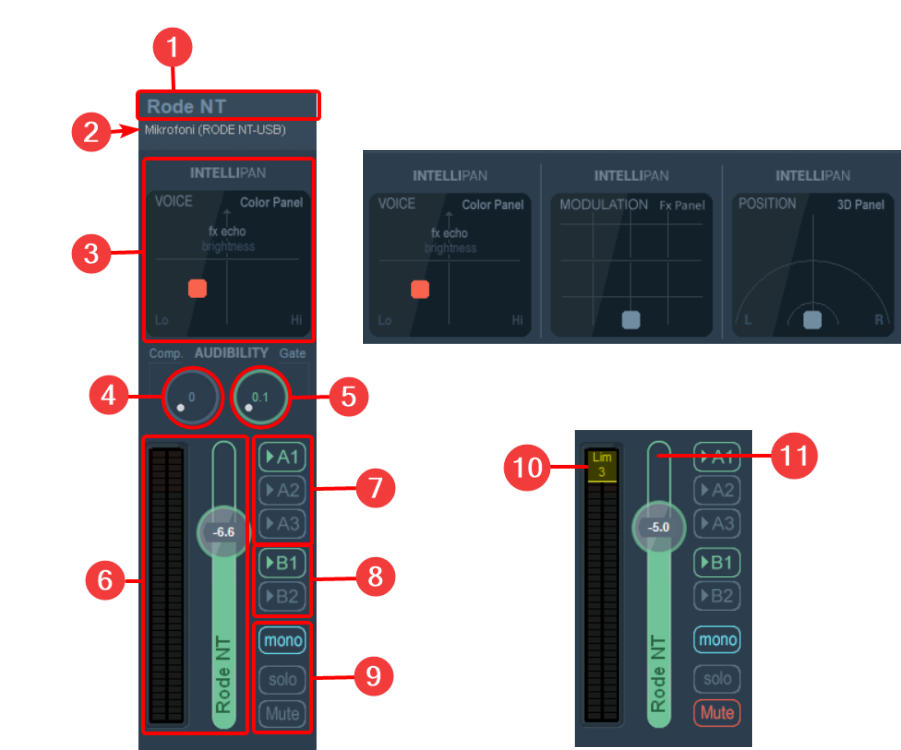 1
Rode NT
2
Mikrofoni (RODE NT-USB)
INTELLIPAN
VOICE Color Panel
fx echo
brightness
3
Lo Hi
Comp. AUDIBILITY Gate
4
0
0.1
5
A1
A2
A3
7
-6.6
B1
B2
8
6
mono
solo
Mute
9
Rode NT
INTELLIPAN
VOICE Color Panel
fx echo
brightness
Lo Hi
INTELLIPAN
MODULATION Fx Panel
INTELLIPAN
POSITION 3D Panel
L R
10
Lim
3
11
A1
A2
A3
-5.0
B1
B2
mono
solo
Mute
Rode NT